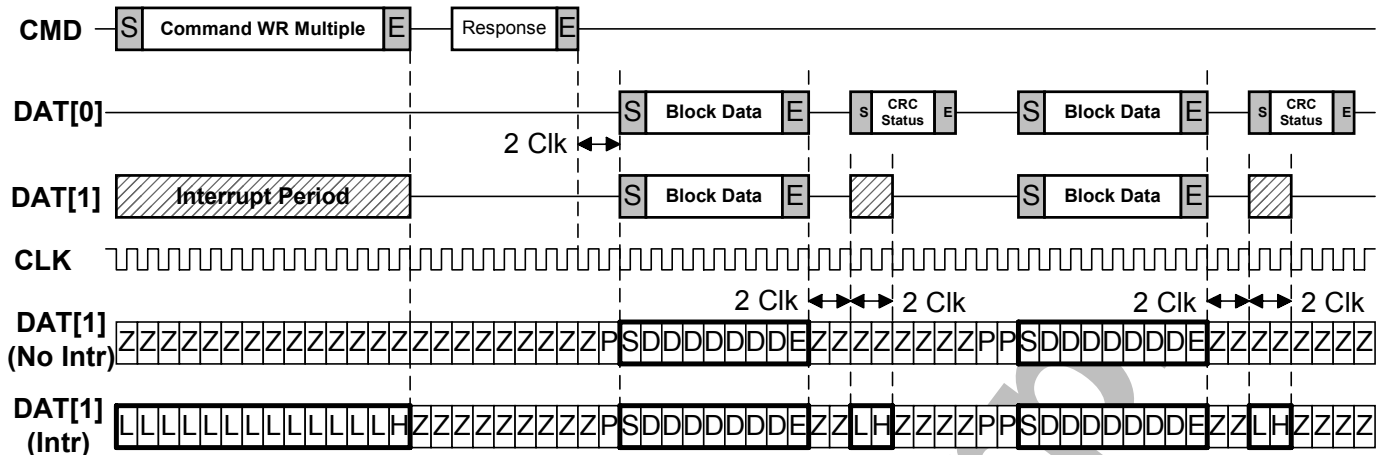 CMD S Command WR Multiple E Response E
DAT[0] S Block Data E S CRC Status E S Block Data E S CRC Status E
2 Clk
DAT[1] Interrupt Period S Block Data E S Block Data E
CLK
2 Clk 2 Clk 2 Clk 2 Clk
DAT[1]
(No Intr) ZZZZZZZZZZZZZZZZZZZZZZZPSDDDDDDDEZZZZZZZZPPSDDDDDDDEZZZZZZZZ
DAT[1]
(Intr) LLLLLLLLLLLLLHZZZZZZZZZPSDDDDDDDEZZLHZZZZPPSDDDDDDDEZZLHZZZZ